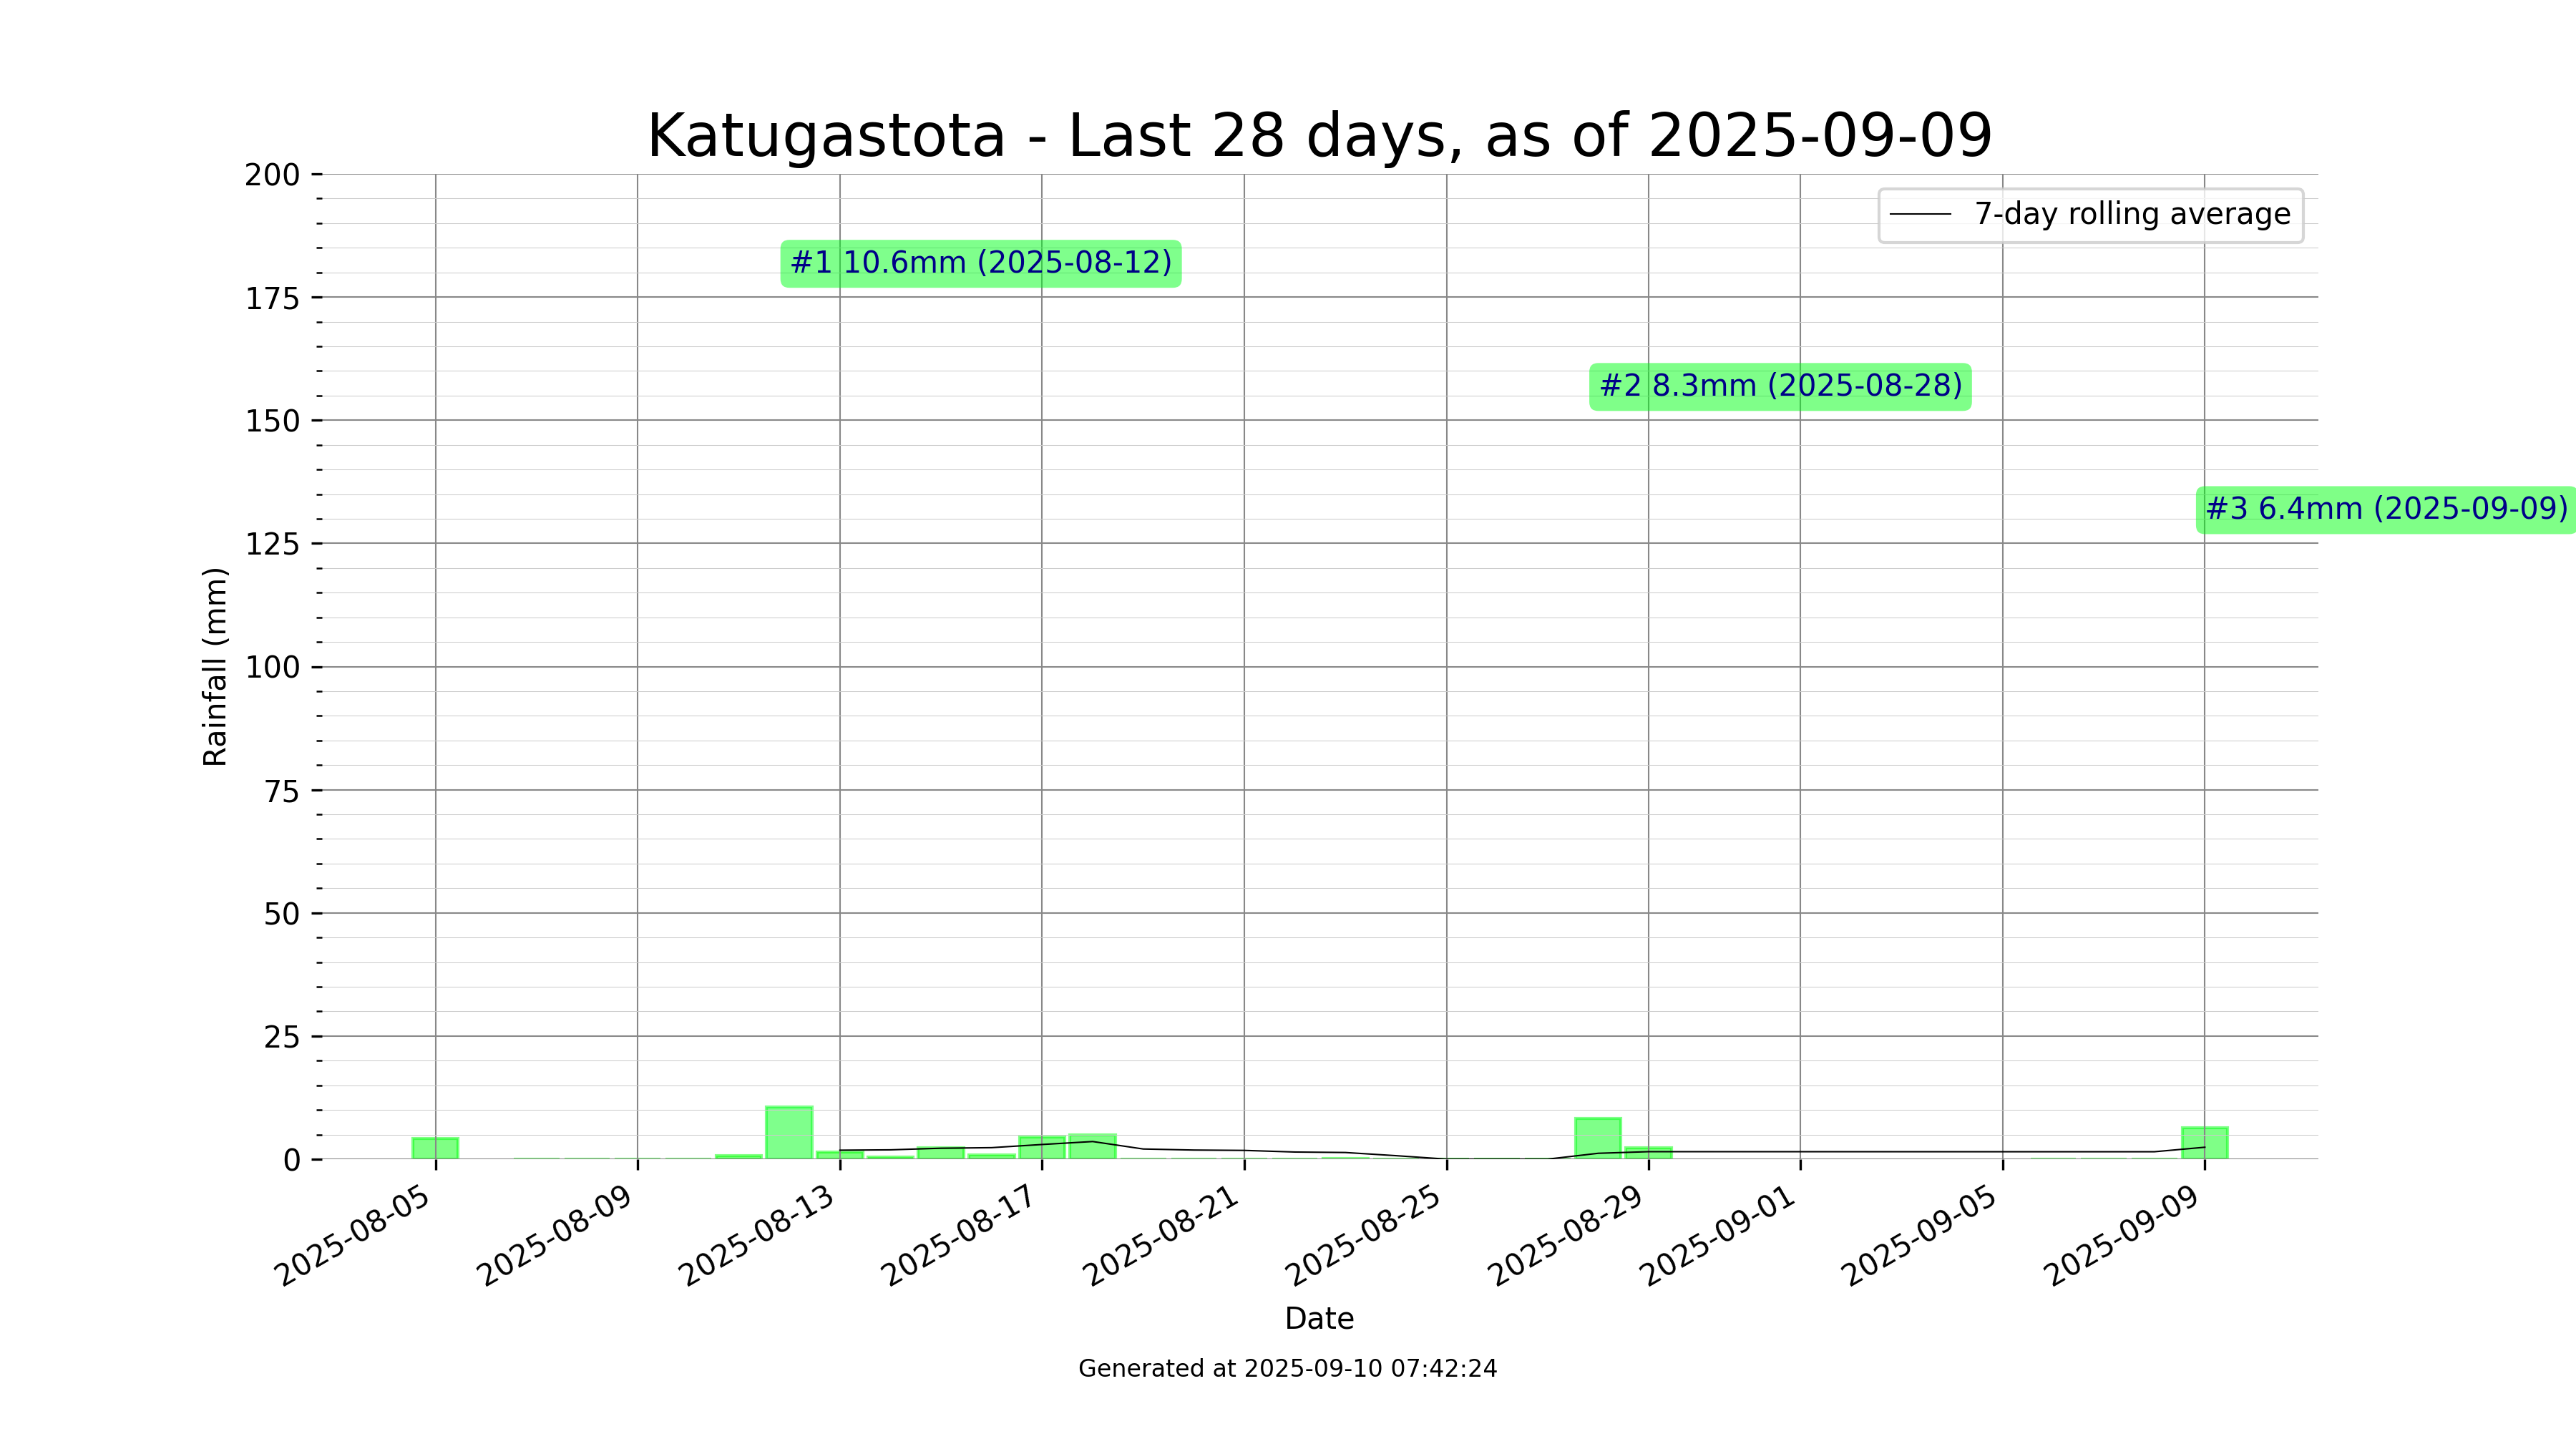 Katugastota - Last 28 days, as of 2025-09-09
200
175
150
125
100
75
50
25
0
Rainfall (mm)
7-day rolling average
#1 10.6mm (2025-08-12)
#2 8.3mm (2025-08-28)
#3 6.4mm (2025-09-09)
2025-08-05
2025-08-09
2025-08-13
2025-08-17
2025-08-21
2025-08-25
2025-08-29
2025-09-01
2025-09-05
2025-09-09
Date
Generated at 2025-09-10 07:42:24